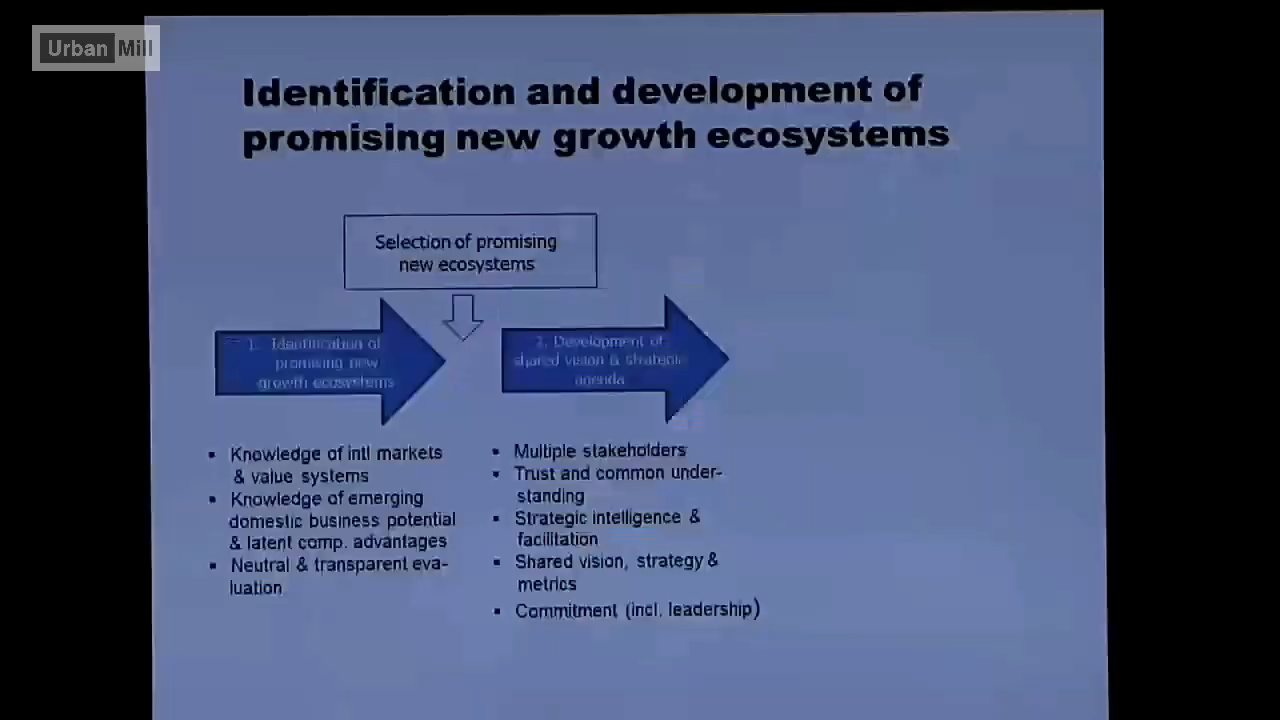 Urban Mill
Identification and development of
promising new growth ecosystems
Selection of promising
new ecosystems
1. Identification of
promising new
growth ecosystems
2. Development of
shared vision & strategic
agenda
▪ Knowledge of intl markets
& value systems
▪ Knowledge of emerging
domestic business potential
& latent comp. advantages
▪ Neutral & transparent eva-
luation
▪ Multiple stakeholders
▪ Trust and common under-
standing
▪ Strategic intelligence &
facilitation
▪ Shared vision, strategy &
metrics
▪ Commitment (incl. leadership)